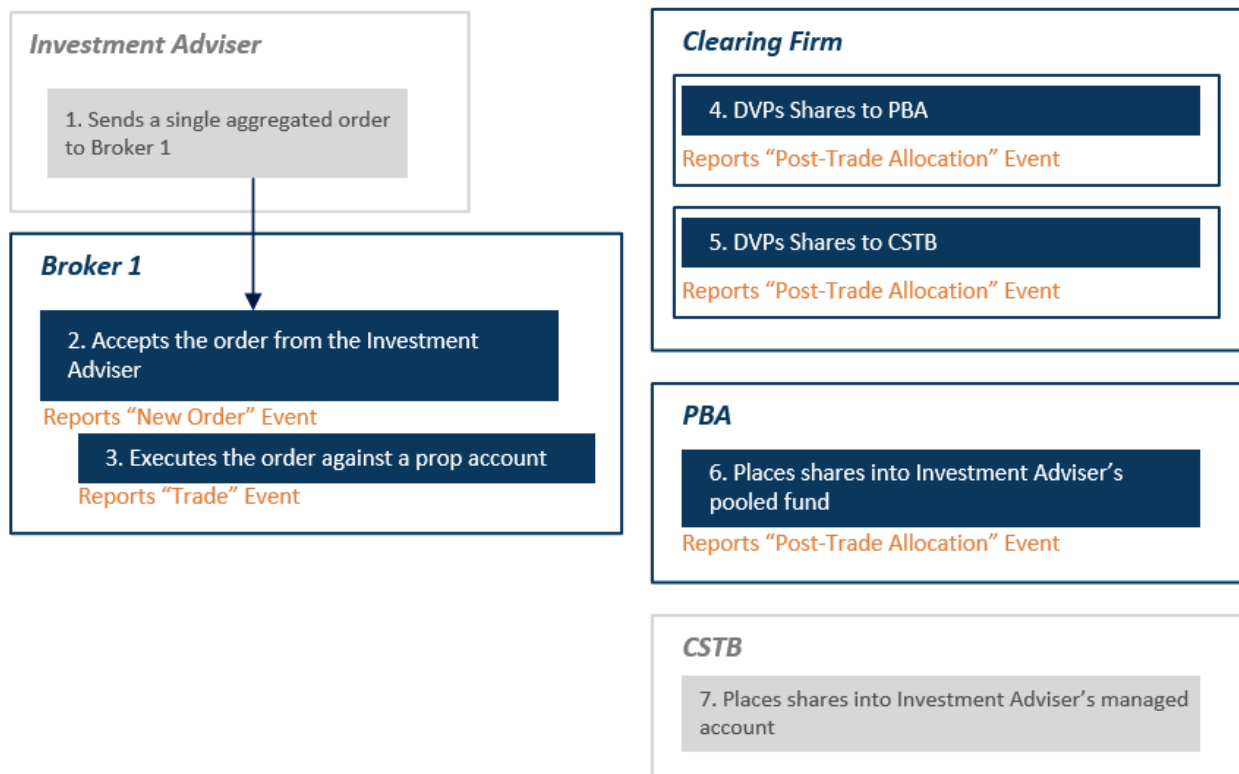 Investment Adviser
1. Sends a single aggregated order
to Broker 1
Broker 1
2. Accepts the order from the Investment
Adviser
Reports “New Order” Event
3. Executes the order against a prop account
Reports “Trade” Event
Clearing Firm
4. DVPs Shares to PBA
Reports “Post-Trade Allocation” Event
5. DVPs Shares to CSTB
Reports “Post-Trade Allocation” Event
PBA
6. Places shares into Investment Adviser’s
pooled fund
Reports “Post-Trade Allocation” Event
CSTB
7. Places shares into Investment Adviser’s managed
account